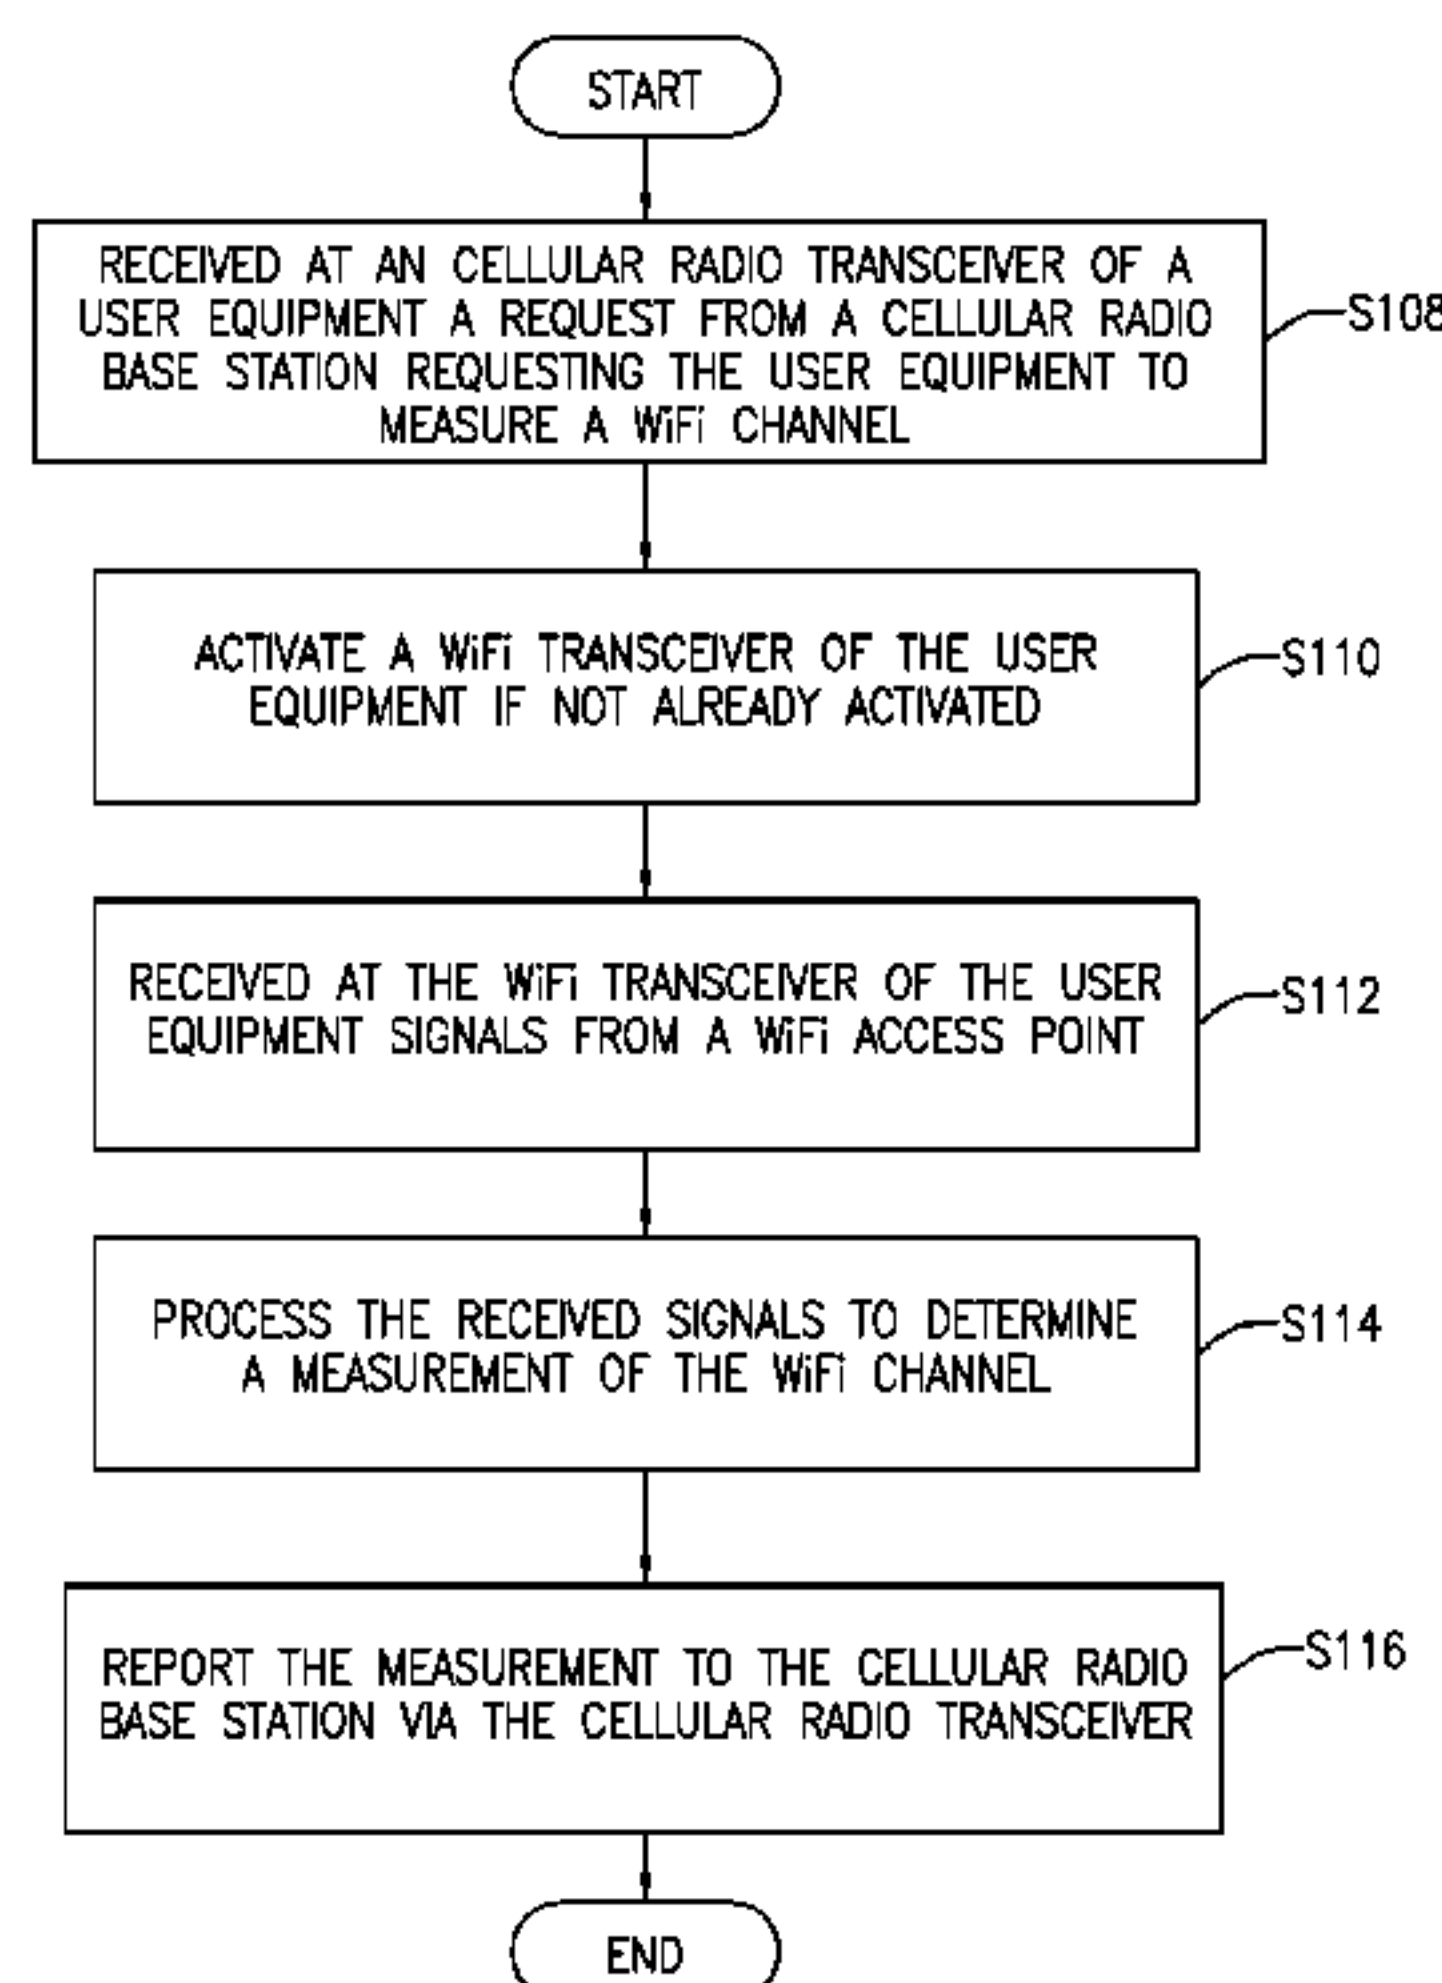 START
RECEIVED AT AN CELLULAR RADIO TRANSCEIVER OF A
USER EQUIPMENT A REQUEST FROM A CELLULAR RADIO
BASE STATION REQUESTING THE USER EQUIPMENT TO
MEASURE A WiFi CHANNEL
S108
ACTIVATE A WiFi TRANSCEIVER OF THE USER
EQUIPMENT IF NOT ALREADY ACTIVATED
S110
RECEIVED AT THE WiFi TRANSCEIVER OF THE USER
EQUIPMENT SIGNALS FROM A WiFi ACCESS POINT
S112
PROCESS THE RECEIVED SIGNALS TO DETERMINE
A MEASUREMENT OF THE WiFi CHANNEL
S114
REPORT THE MEASUREMENT TO THE CELLULAR RADIO
BASE STATION VIA THE CELLULAR RADIO TRANSCEIVER
S116
END